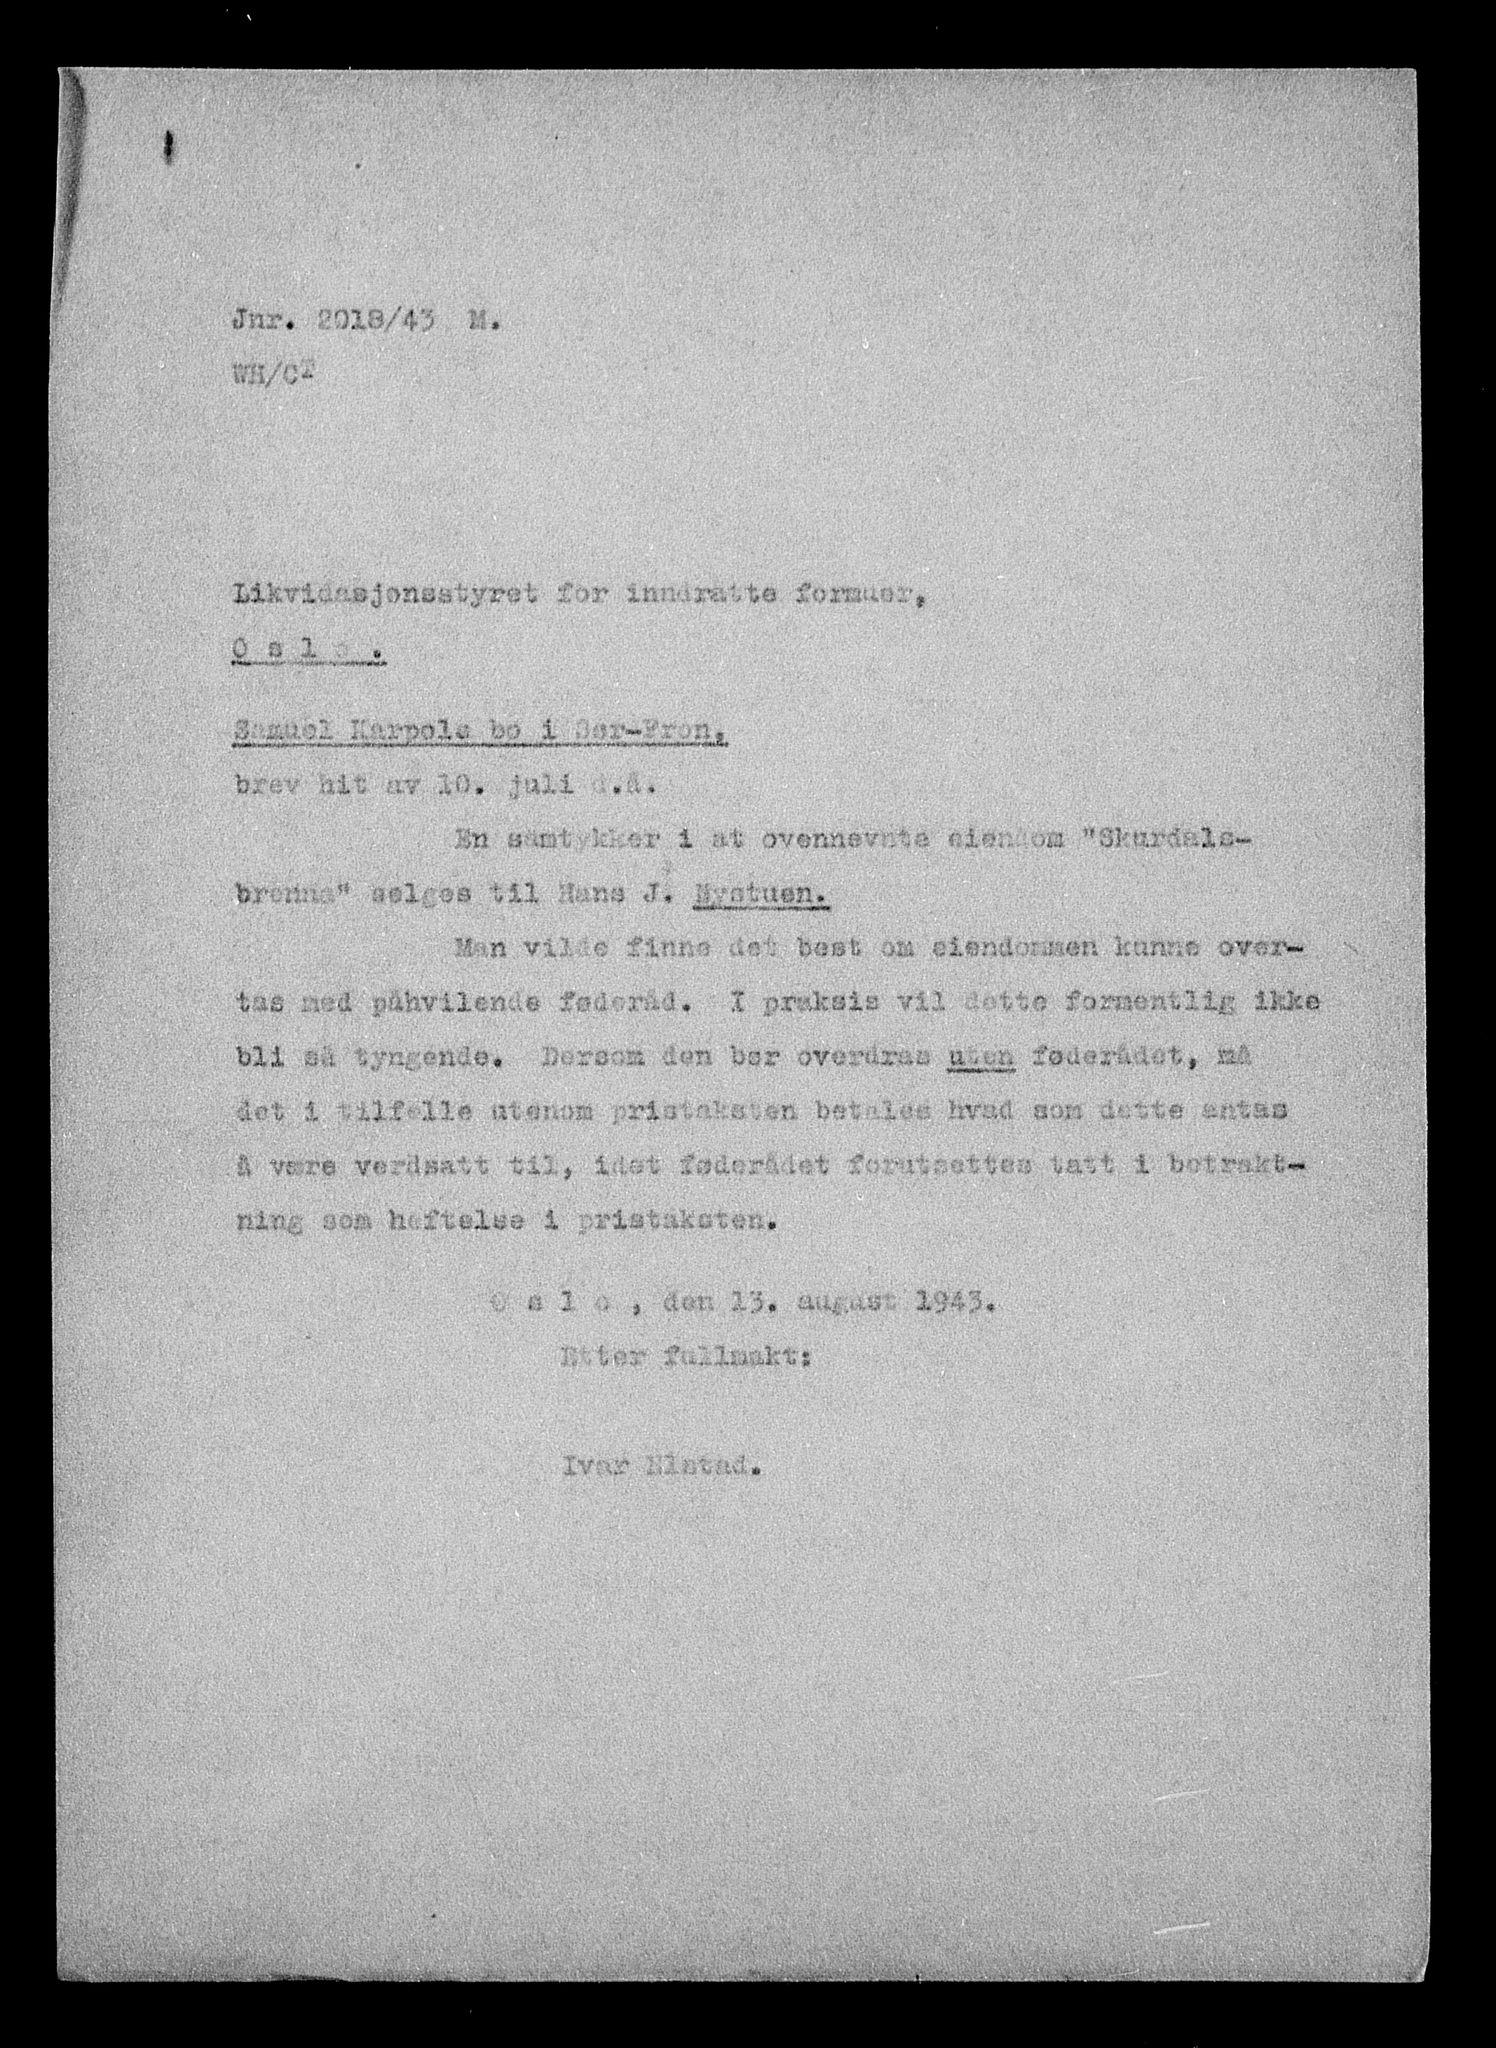 Jnr. 2018/43 M.
WH/CF
Likvidasjonsstyret for inndratte formuer,
O s l o .
Samuel Karpols bo i Sør-Fron,
brev hit av 10. juli d.å.
En samtykker i at ovennevnte eiendom "Skurdals-
brenna" selges til Hans J. Nystuen.
Man vilde finne det best om eiendommen kunne over-
tas med påhvilende føderåd. I praksis vil dette formentlig ikke
bli så tyngende. Dersom den bør overdras uten føderådet, må
det i tilfelle utenom pristaksten betales hvad som dette antas
å være verdsatt til, idet føderådet forutsettes tatt i betrakt-
ning som heftelse i pristaksten.
O s l o , den 13. august 1943.
Etter fullmakt:
Ivar Elstad.